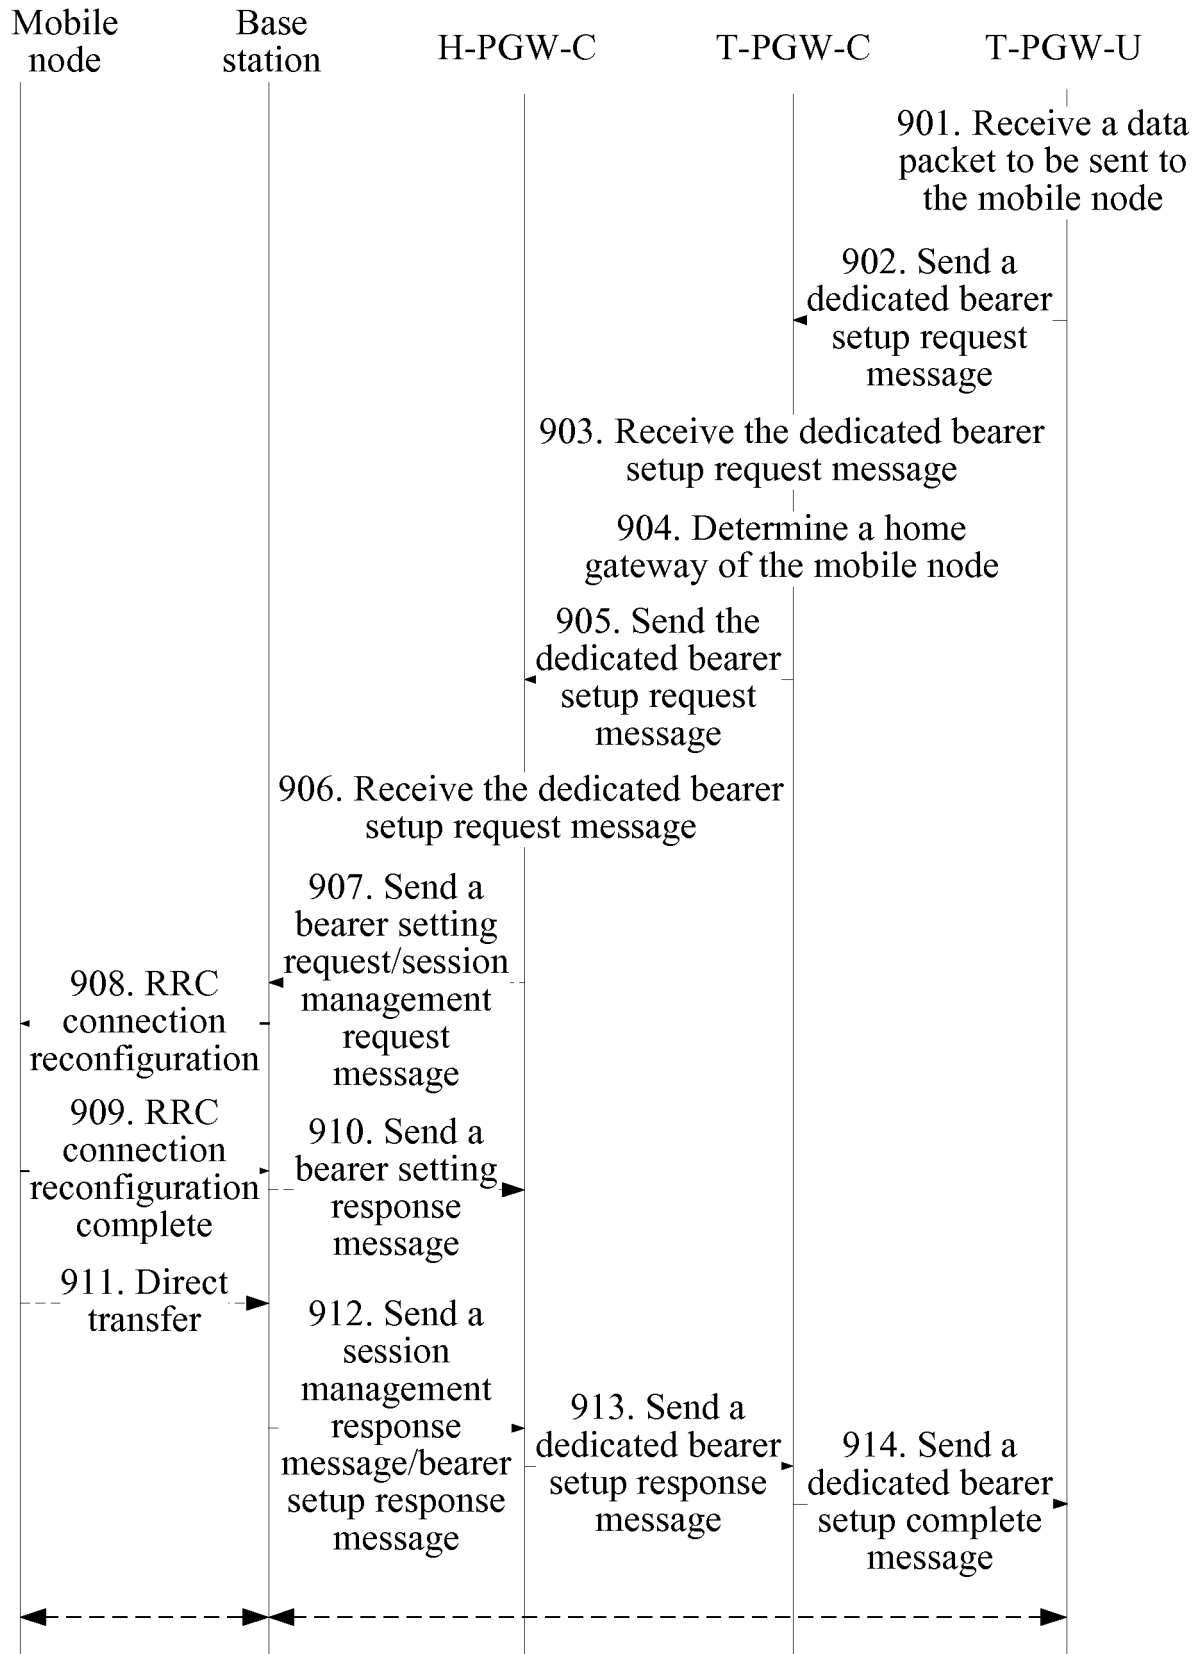 Mobile
node
Base
station
H-PGW-C
T-PGW-C
T-PGW-U
901. Receive a data
packet to be sent to
the mobile node
902. Send a
dedicated bearer
setup request
message
903. Receive the dedicated bearer
setup request message
904. Determine a home
gateway of the mobile node
905. Send the
dedicated bearer
setup request
message
906. Receive the dedicated bearer
setup request message
907. Send a
bearer setting
request/session
management
request
message
908. RRC
connection
reconfiguration
909. RRC
connection
reconfiguration
complete
910. Send a
bearer setting
response
message
911. Direct
transfer
912. Send a
session
management
response
message/bearer
setup response
message
913. Send a
dedicated bearer
setup response
message
914. Send a
dedicated bearer
setup complete
message